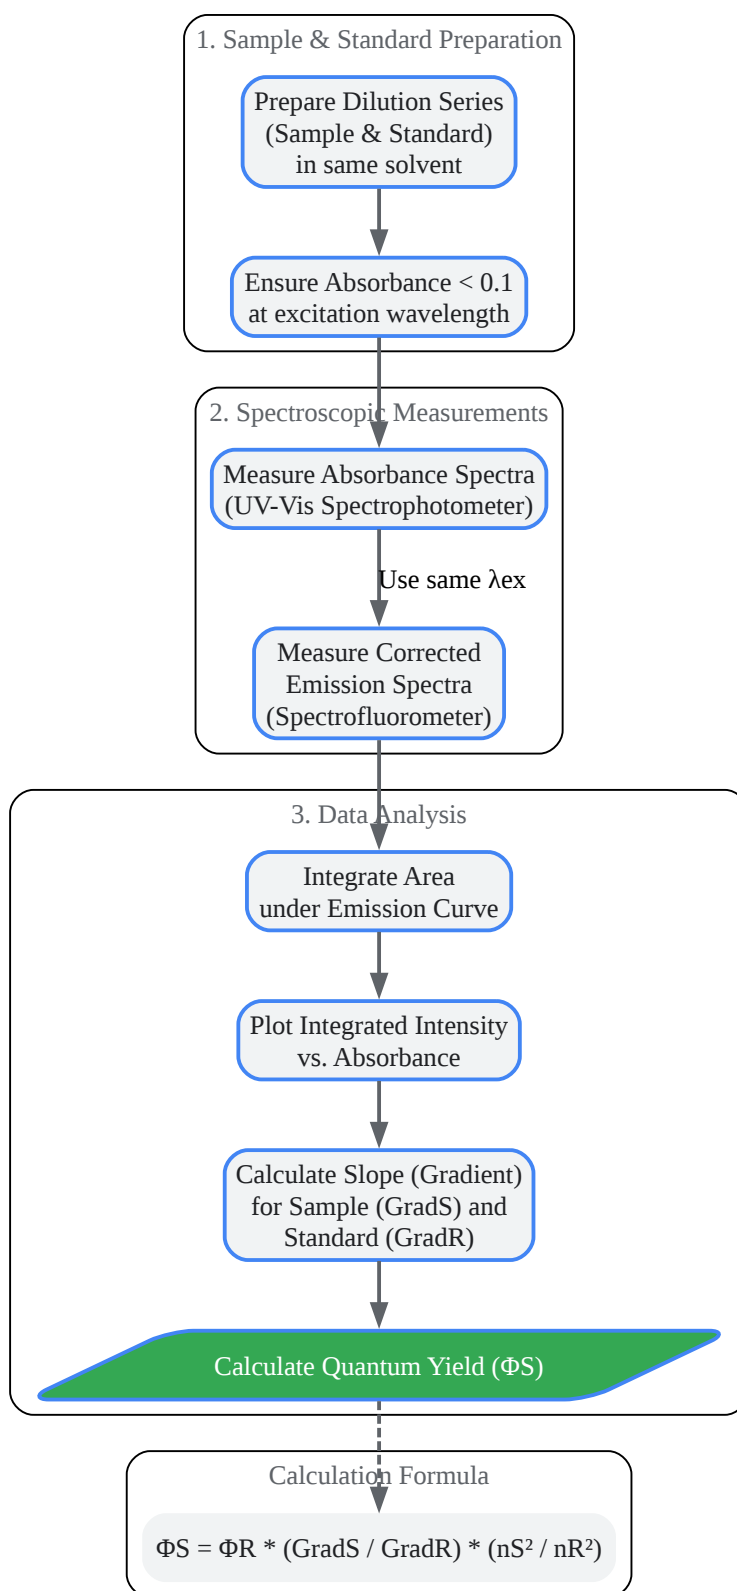 1. Sample & Standard Preparation
Prepare Dilution Series
(Sample & Standard)
in same solvent
Ensure Absorbance < 0.1
at excitation wavelength
2. Spectroscopic Measurements
Measure Absorbance Spectra
(UV-Vis Spectrophotometer)
Use same λex
Measure Corrected
Emission Spectra
(Spectrofluorometer)
3. Data Analysis
Integrate Area
under Emission Curve
Plot Integrated Intensity
vs. Absorbance
Calculate Slope (Gradient)
for Sample (GradS) and
Standard (GradR)
Calculate Quantum Yield (ΦS)
Calculation Formula
ΦS = ΦR * (GradS / GradR) * (nS² / nR²)